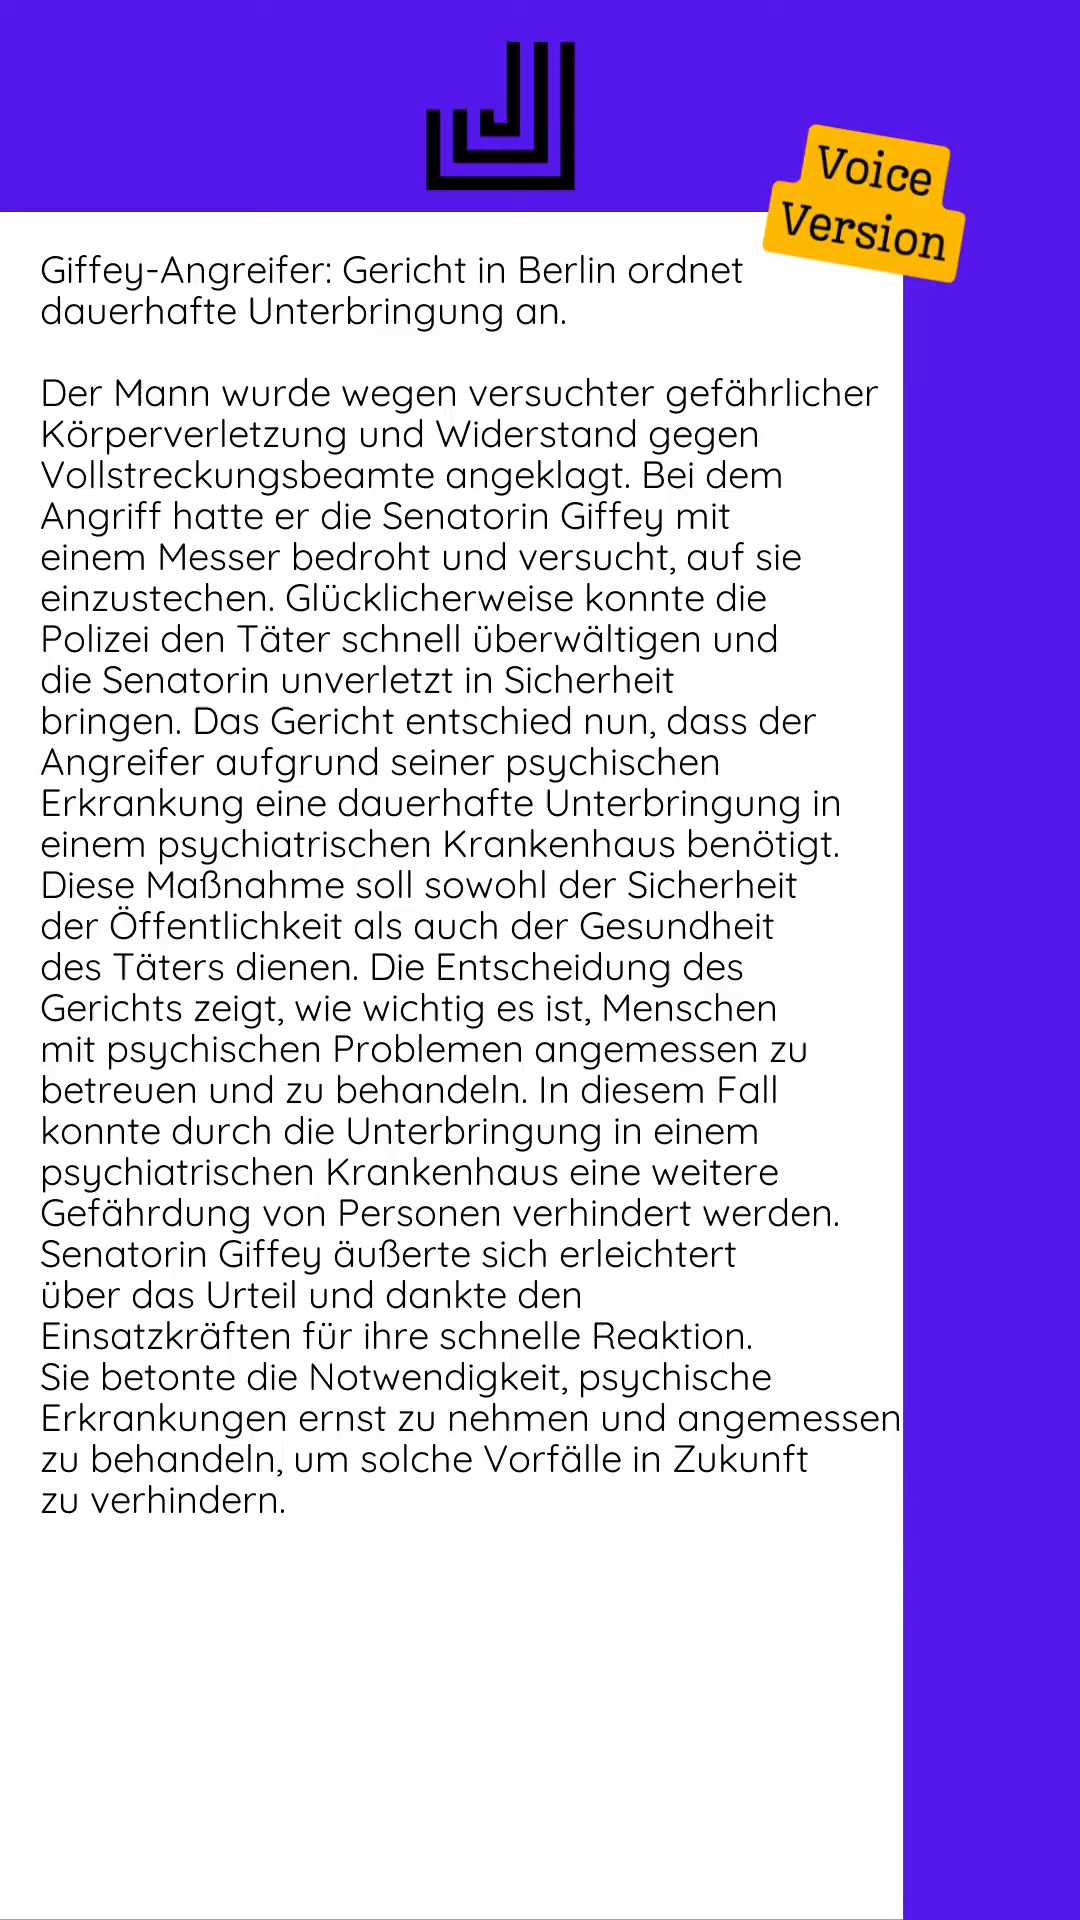 Voice
Version
Giffey-Angreifer: Gericht in Berlin ordnet
dauerhafte Unterbringung an.
Der Mann wurde wegen versuchter gefährlicher
Körperverletzung und Widerstand gegen
Vollstreckungsbeamte angeklagt. Bei dem
Angriff hatte er die Senatorin Giffey mit
einem Messer bedroht und versucht, auf sie
einzustechen. Glücklicherweise konnte die
Polizei den Täter schnell überwältigen und
die Senatorin unverletzt in Sicherheit
bringen. Das Gericht entschied nun, dass der
Angreifer aufgrund seiner psychischen
Erkrankung eine dauerhafte Unterbringung in
einem psychiatrischen Krankenhaus benötigt.
Diese Maßnahme soll sowohl der Sicherheit
der Öffentlichkeit als auch der Gesundheit
des Täters dienen. Die Entscheidung des
Gerichts zeigt, wie wichtig es ist, Menschen
mit psychischen Problemen angemessen zu
betreuen und zu behandeln. In diesem Fall
konnte durch die Unterbringung in einem
psychiatrischen Krankenhaus eine weitere
Gefährdung von Personen verhindert werden.
Senatorin Giffey äußerte sich erleichtert
über das Urteil und dankte den
Einsatzkräften für ihre schnelle Reaktion.
Sie betonte die Notwendigkeit, psychische
Erkrankungen ernst zu nehmen und angemessen
zu behandeln, um solche Vorfälle in Zukunft
zu verhindern.